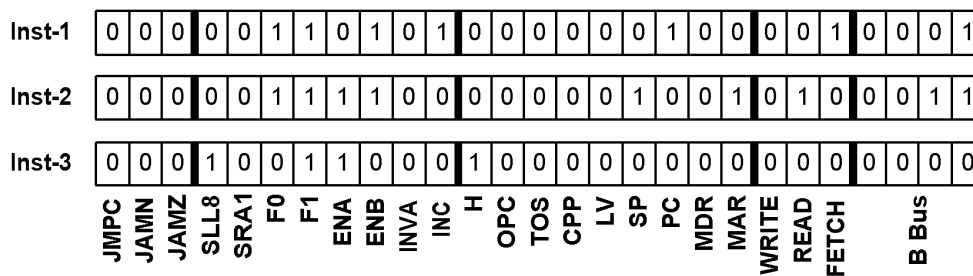 Inst-1 0 0 0 0 0 1 1 0 1 0 1 0 0 0 0 0 0 1 0 0 0 0 1 0 0 0 1
Inst-2 0 0 0 0 0 1 1 1 1 0 0 0 0 0 0 0 1 0 0 1 0 1 0 0 0 1 1
Inst-3 0 0 0 1 0 0 1 1 0 0 0 1 0 0 0 0 0 0 0 0 0 0 0 0 0 0 0
JMPC
JAMN
JAMZ
SLL8
SRA1
F0
F1
ENA
ENB
INVA
INC
H
OPC
TOS
CPP
LV
SP
PC
MDR
MAR
WRITE
READ
FETCH
B Bus